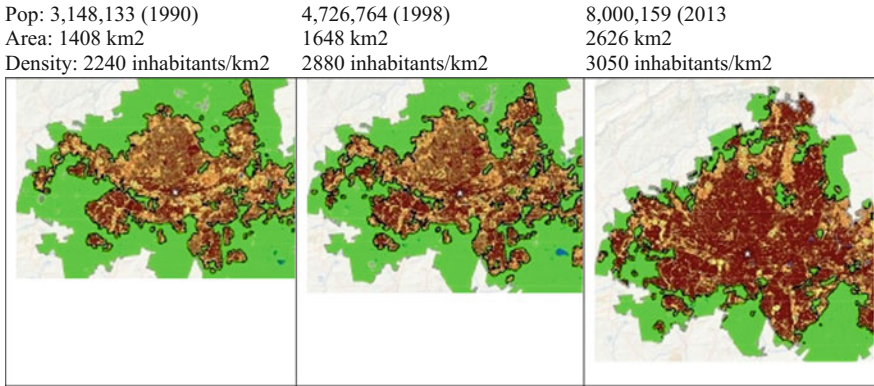 Pop: 3,148,133 (1990) 4,726,764 (1998) 8,000,159 (2013
Area: 1408 km2 1648 km2 2626 km2
Density: 2240 inhabitants/km2 2880 inhabitants/km2 3050 inhabitants/km2